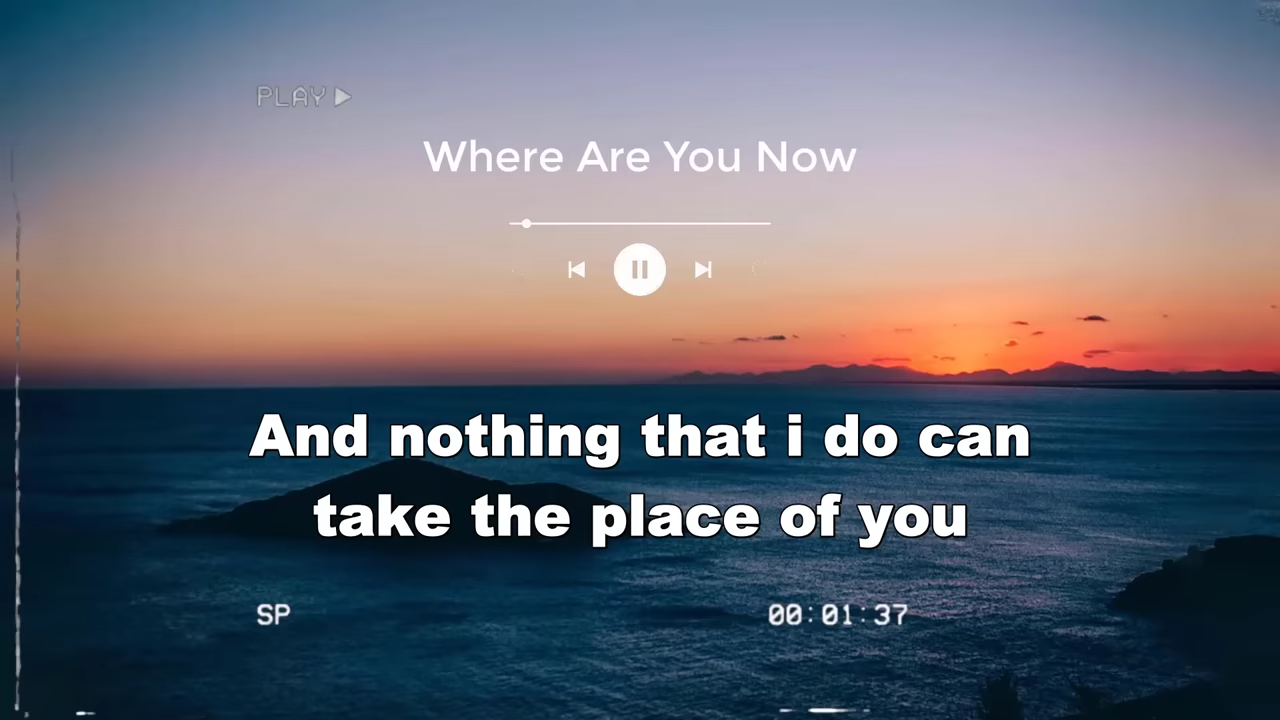 PLAY
Where Are You Now
And nothing that i do can
take the place of you
SP
00:01:37